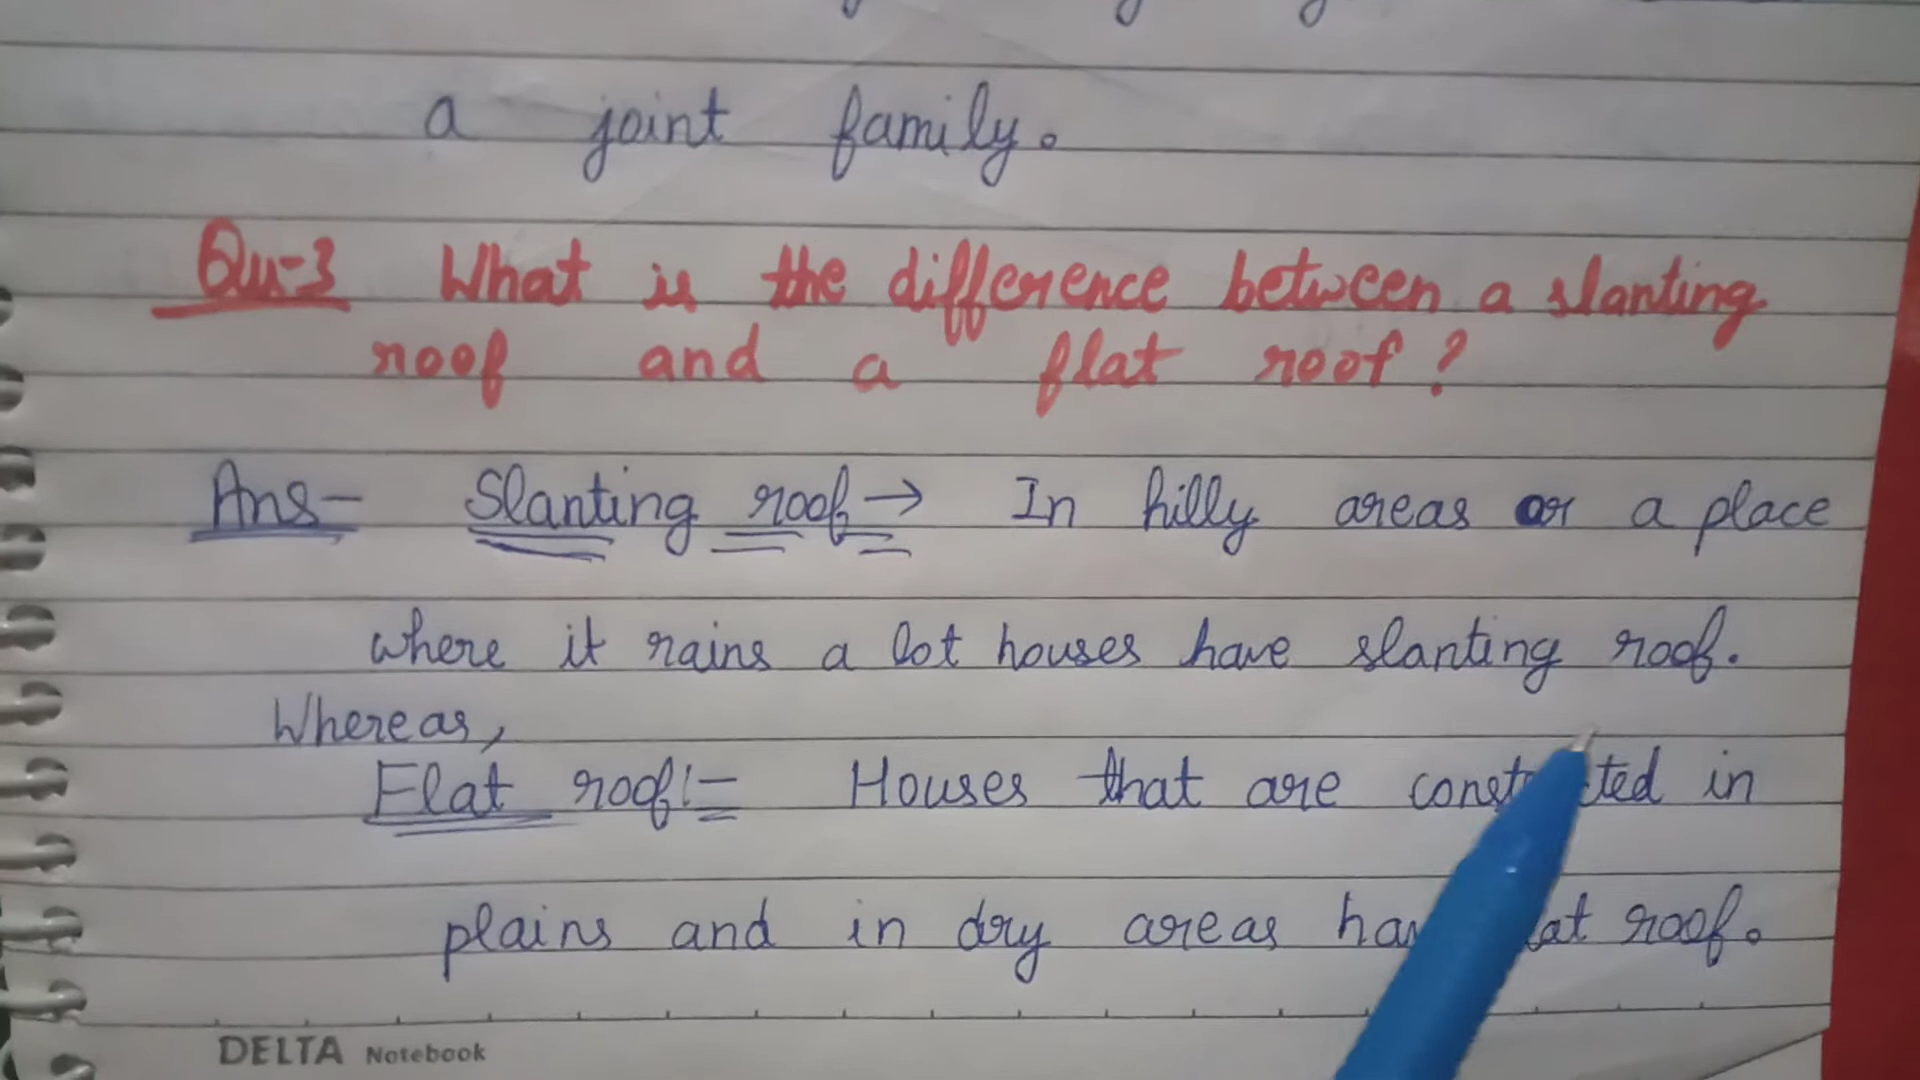 a joint family.
Qu-3 What is the difference between a slanting
roof and a flat roof?
Ans- Slanting roof → In hilly areas or a place
where it rains a lot houses have slanting roof.
Whereas,
Flat roof:- Houses that are in
plains and in dry areas roof.
DELTA Notebook